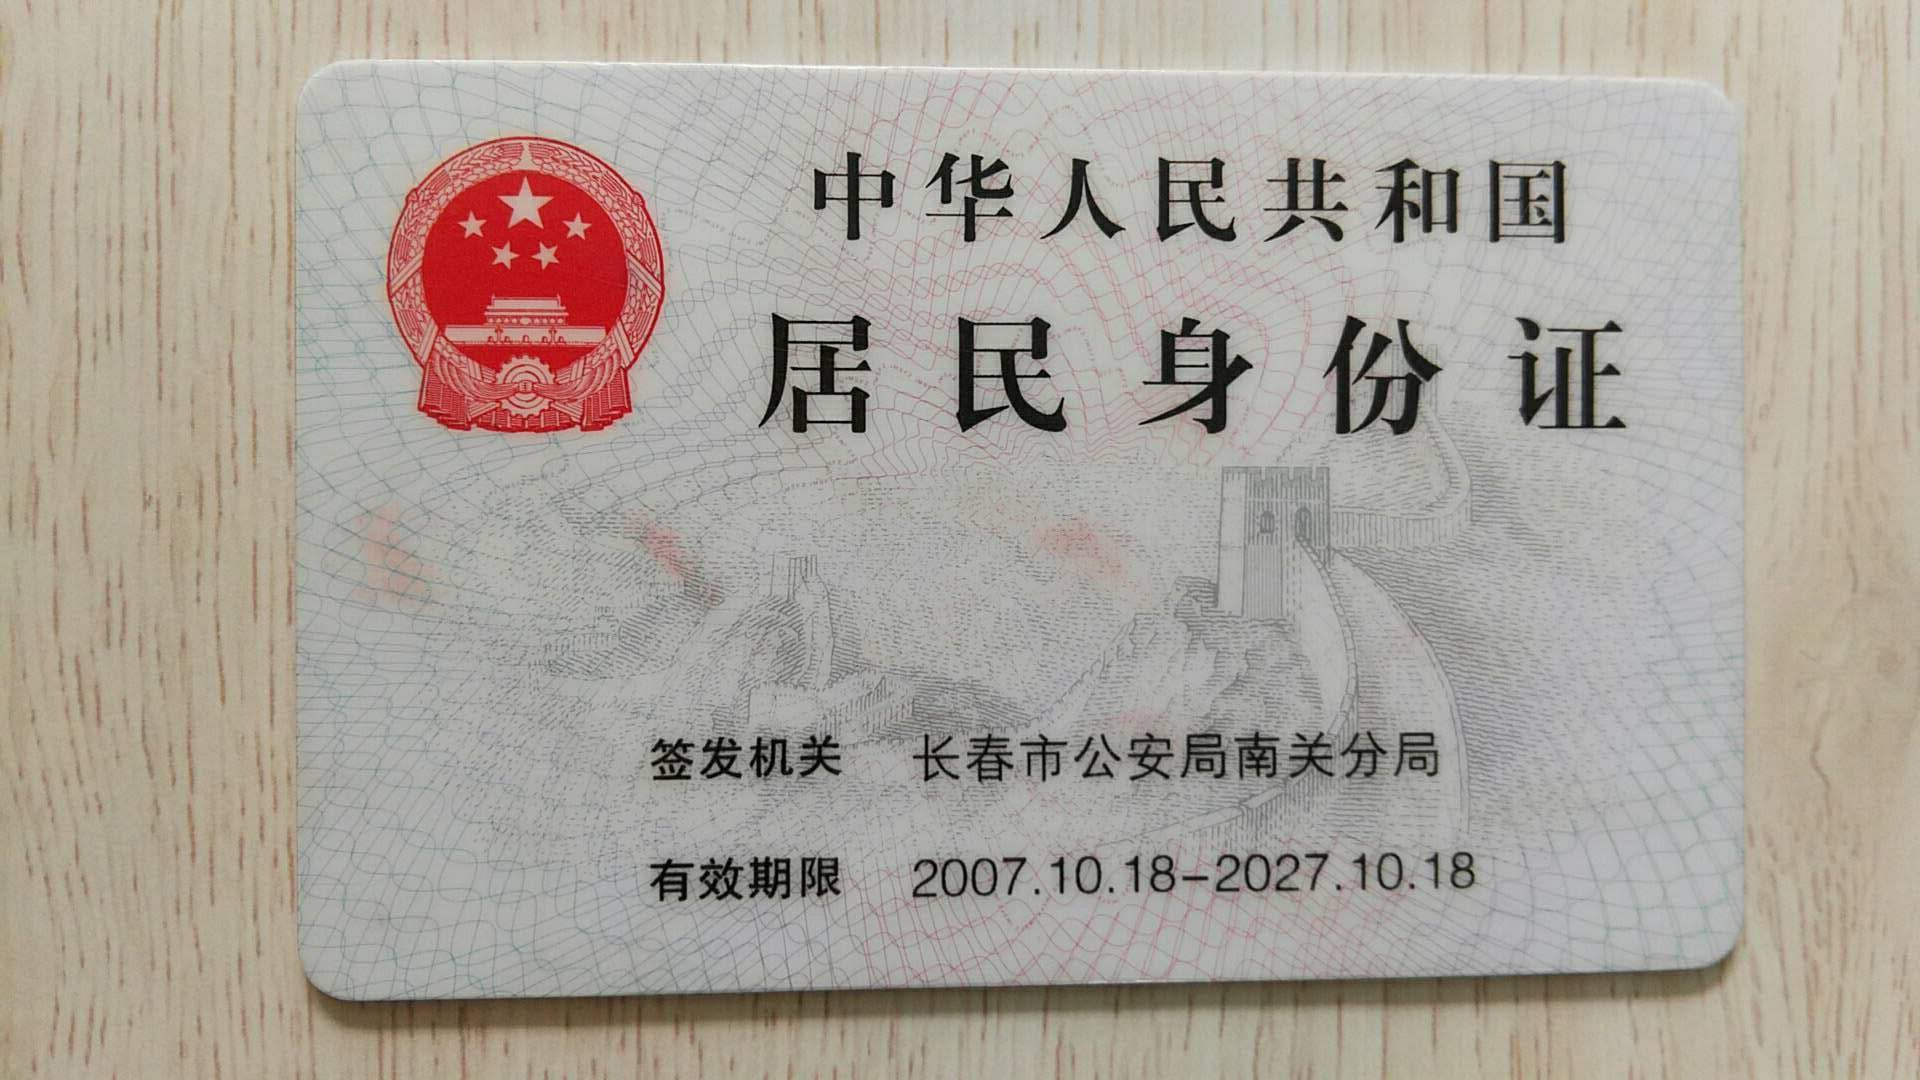 中华人民共和国
居民身份证
签发机关 长春市公安局南关分局
有效期限 2007.10.18-2027.10.18